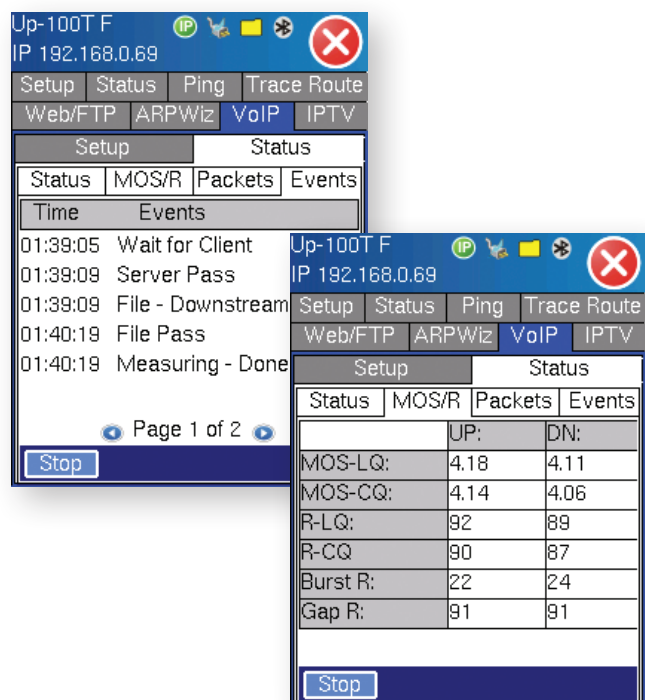 Up-100T F IP
IP 192.168.0.69
Setup Status Ping Trace Route
Web/FTP ARPWiz VoIP IPTV
Setup Status
Status MOS/R Packets Events
Time Events
01:39:05 Wait for Client
01:39:09 Server Pass
01:39:09 File - Downstream
01:40:19 File Pass
01:40:19 Measuring - Done
Page 1 of 2
Stop
Up-100T F IP
IP 192.168.0.69
Setup Status Ping Trace Route
Web/FTP ARPWiz VoIP IPTV
Setup Status
Status MOS/R Packets Events
UP: DN:
MOS-LQ: 4.18 4.11
MOS-CQ: 4.14 4.06
R-LQ: 92 89
R-CQ 90 87
Burst R: 22 24
Gap R: 91 91
Stop